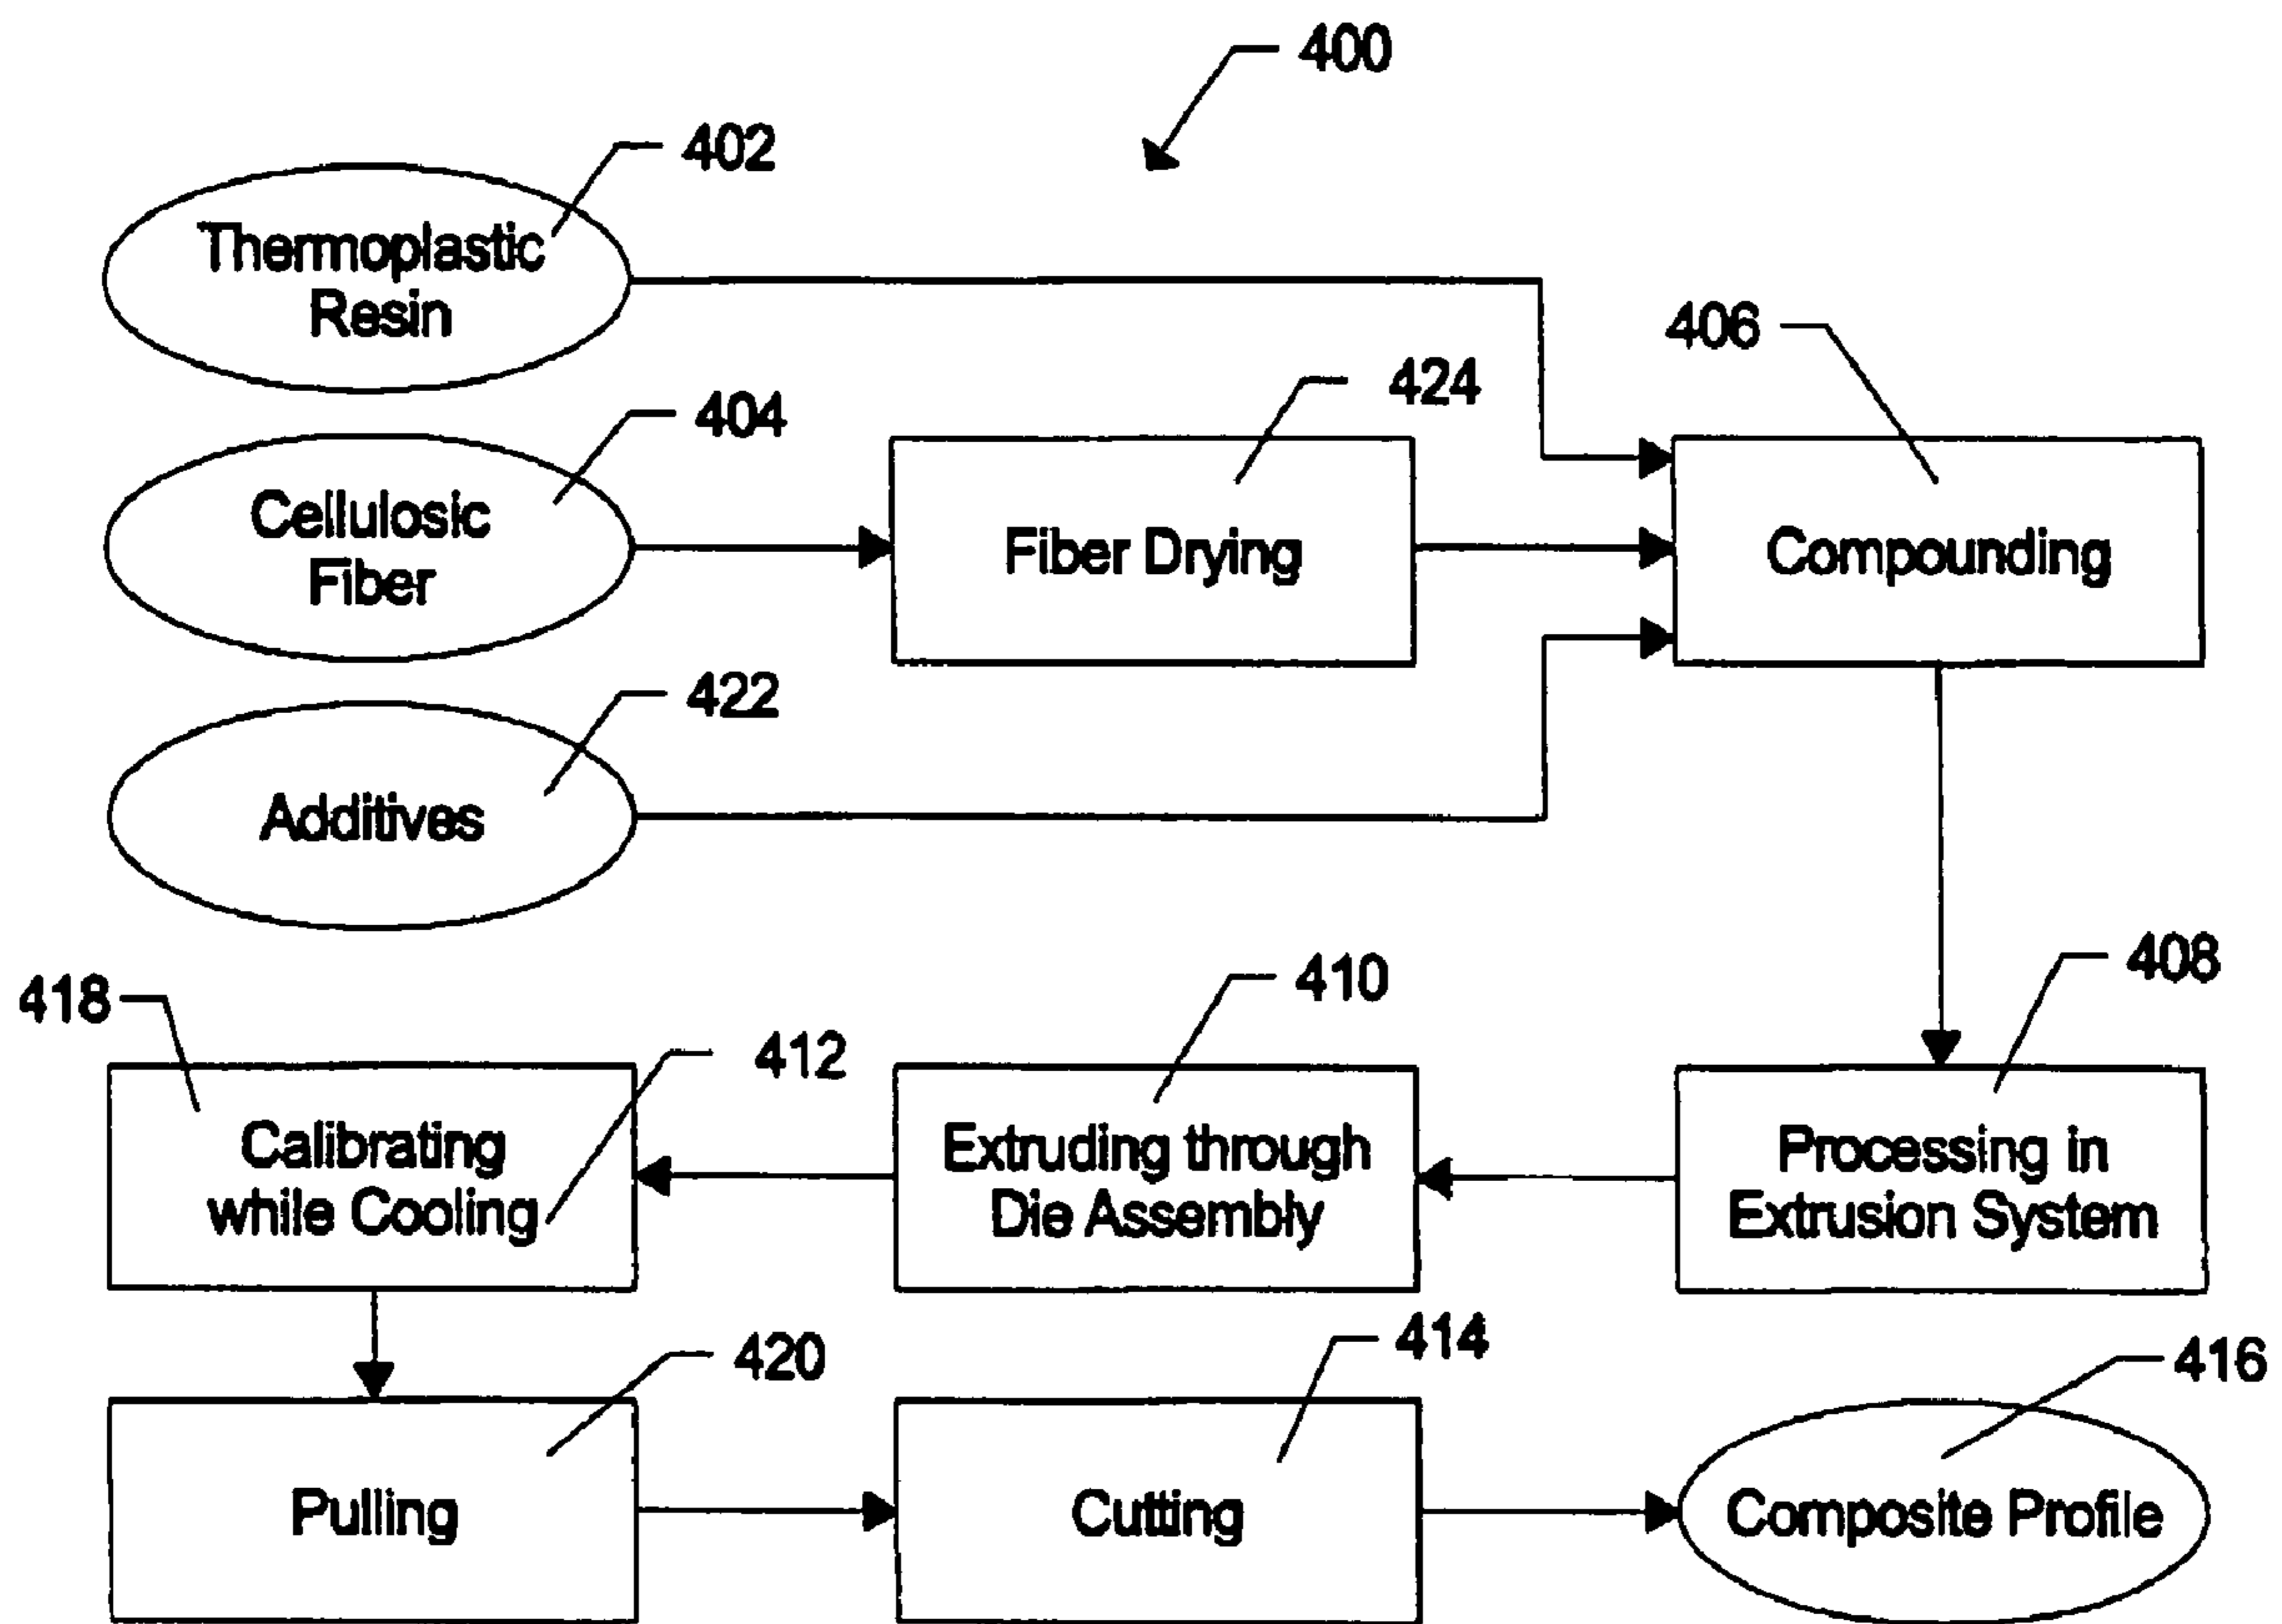 400
402
Thermoplastic
Resin
406
424
404
Cellulosic
Fiber
Fiber Drying
Compounding
422
Additives
408
410
418
412
Calibrating
while Cooling
Extruding through
Die Assembly
Processing in
Extrusion System
420
414
416
Pulling
Cutting
Composite Profile